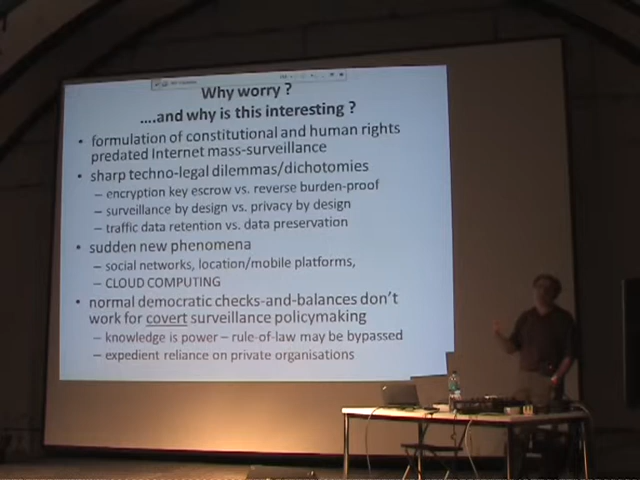 Why worry ?
....and why is this interesting ?
• formulation of constitutional and human rights
predated Internet mass-surveillance
• sharp techno-legal dilemmas/dichotomies
– encryption key escrow vs. reverse burden-proof
– surveillance by design vs. privacy by design
– traffic data retention vs. data preservation
• sudden new phenomena
– social networks, location/mobile platforms,
– CLOUD COMPUTING
• normal democratic checks-and-balances don't
work for covert surveillance policymaking
– knowledge is power – rule-of-law may be bypassed
– expedient reliance on private organisations